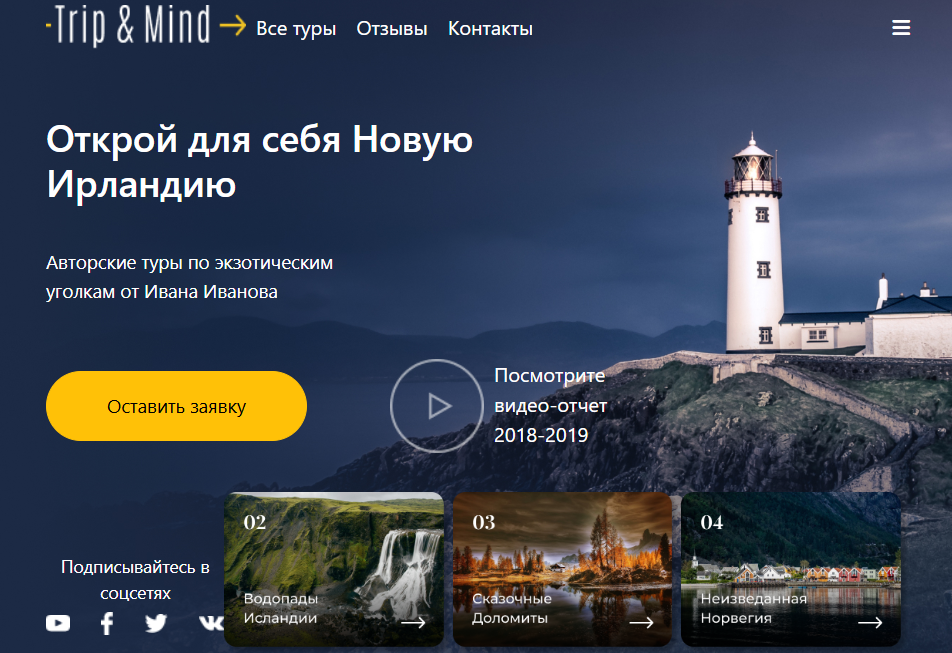 Trip & Mind
Все туры Отзывы Контакты
Открой для себя Новую
Ирландию
Авторские туры по экзотическим
уголкам от Ивана Иванова
Оставить заявку
Посмотрите
видео-отчет
2018-2019
Подписывайтесь в
соцсетях
02
Водопады
Исландии
03
Сказочные
Доломиты
04
Неизведанная
Норвегия